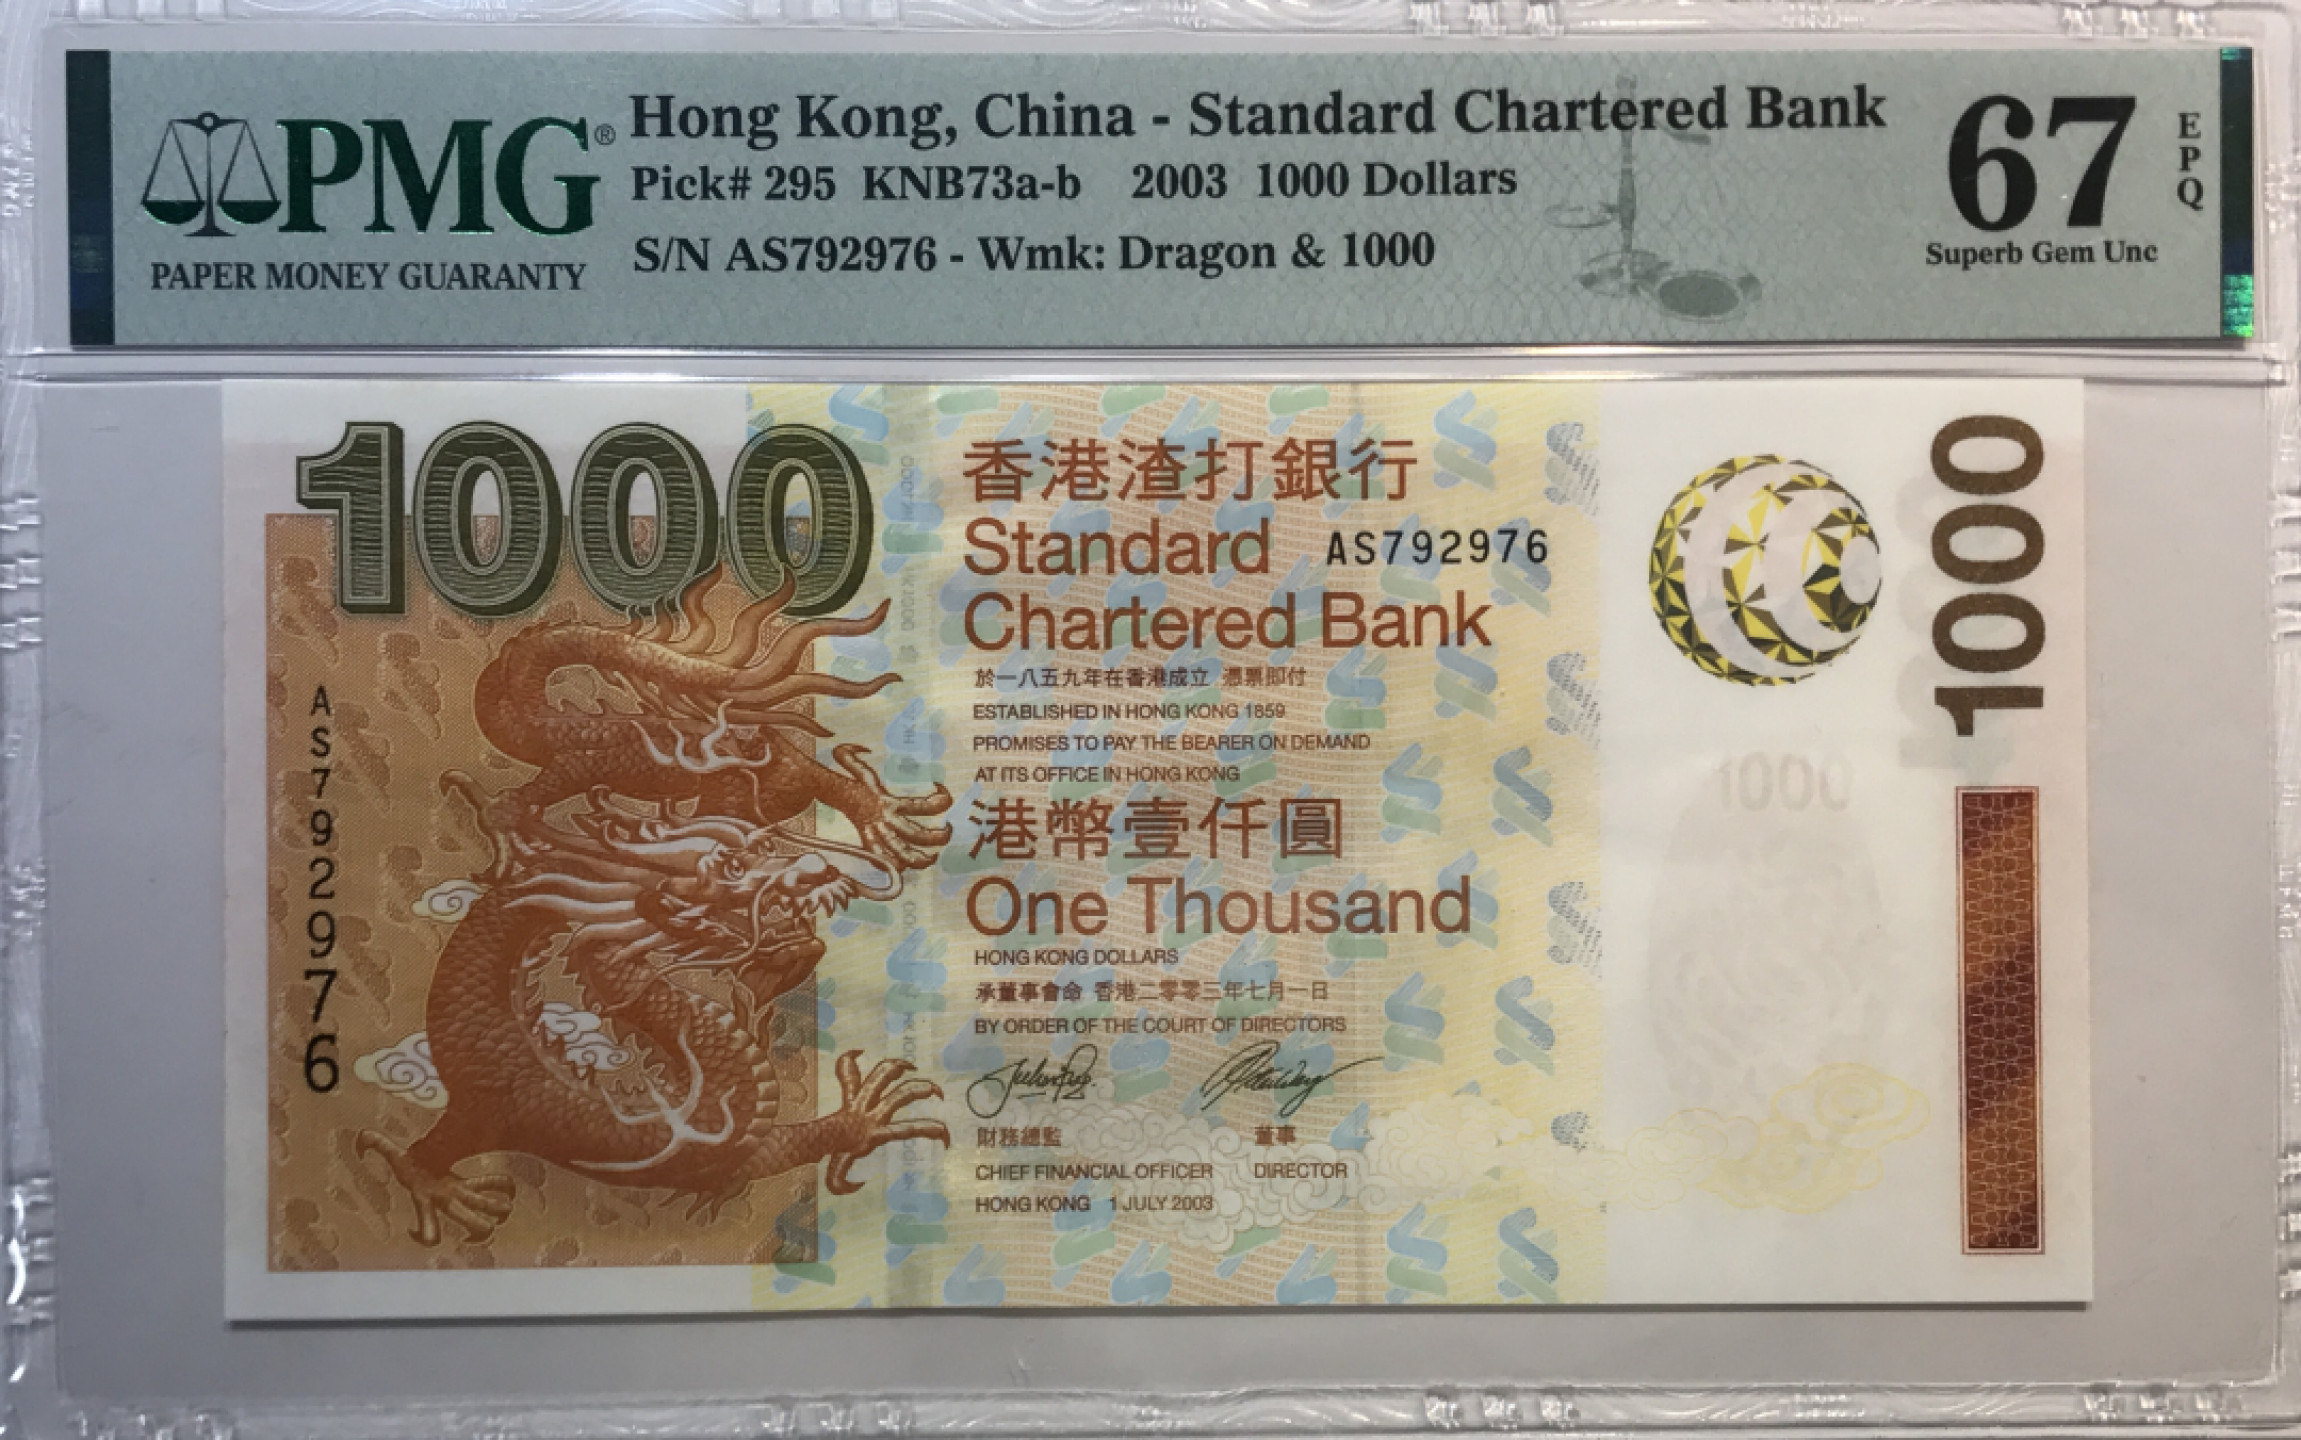 PMG®
PAPER MONEY GUARANTY
Hong Kong, China - Standard Chartered Bank
Pick# 295 KNB73a-b 2003 1000 Dollars
S/N AS792976 - Wmk: Dragon & 1000
67
EPQ
Superb Gem Unc
1000
香港渣打銀行
Standard
AS792976
Chartered Bank
於一八五九年在香港成立 憑票即付
ESTABLISHED IN HONG KONG 1859
PROMISES TO PAY THE BEARER ON DEMAND
AT ITS OFFICE IN HONG KONG
港幣壹仟圓
One Thousand
HONG KONG DOLLARS
承董事會命 香港二零零三年七月一日
BY ORDER OF THE COURT OF DIRECTORS
財務總監 董事
CHIEF FINANCIAL OFFICER DIRECTOR
HONG KONG 1 JULY 2003
AS792976
1000
1000